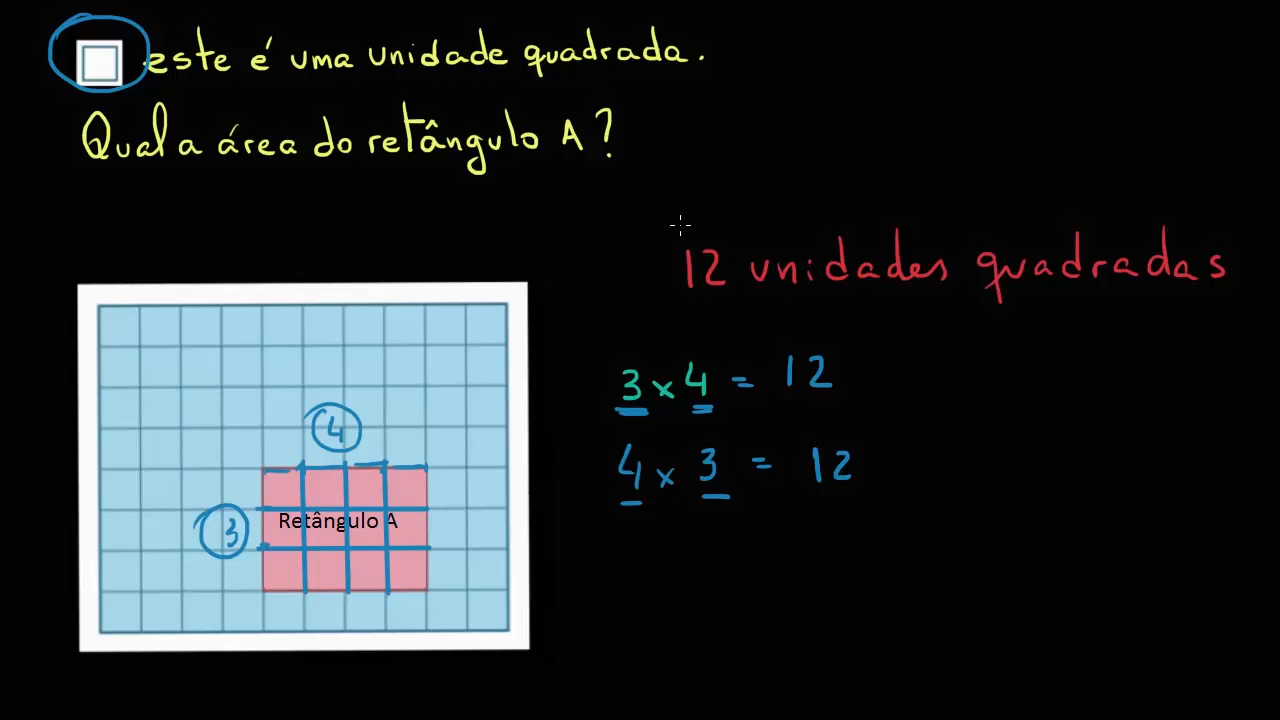 este é uma unidade quadrada.
Qual a área do retângulo A?
12 unidades quadradas
3 x 4 = 12
4 x 3 = 12
4
3
Retângulo A